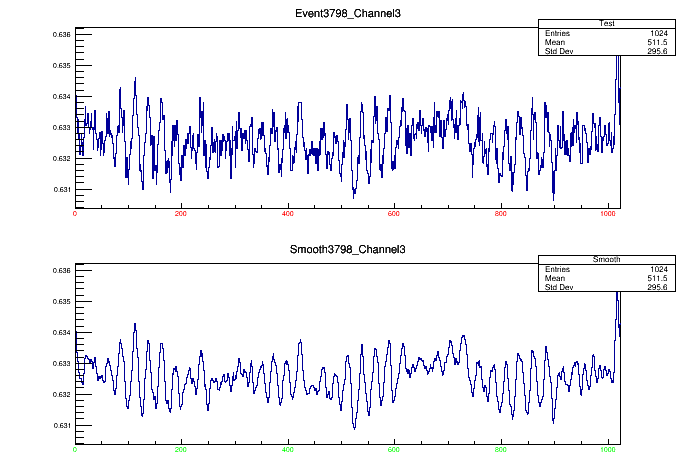 Event3798_Channel3
Test
Entries 1024
Mean 511.5
Std Dev 295.6
0.636
0.635
0.634
0.633
0.632
0.631
0 200 400 600 800 1000
Smooth3798_Channel3
Smooth
Entries 1024
Mean 511.5
Std Dev 295.6
0.636
0.635
0.634
0.633
0.632
0.631
0 200 400 600 800 1000